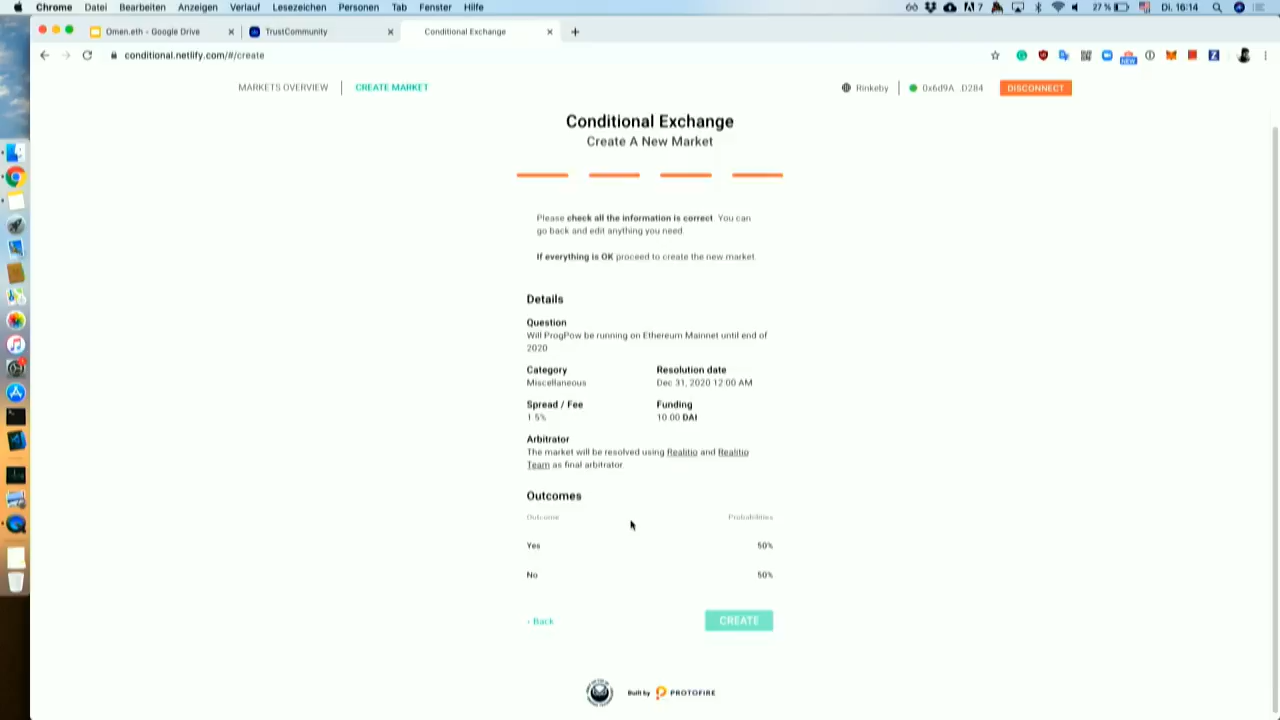 Chrome Datei Bearbeiten Anzeigen Verlauf Lesezeichen Personen Tab Fenster Hilfe 7 27 % Di. 16:14
Omen.eth - Google Drive TrustCommunity Conditional Exchange
conditional.netlify.com/#/create NEW
MARKETS OVERVIEW CREATE MARKET Rinkeby 0x6d9A D284 DISCONNECT
Conditional Exchange
Create A New Market
Please check all the information is correct You can
go back and edit anything you need
If everything is OK proceed to create the new market.
Details
Question
Will ProgPow be running on Ethereum Mainnet until end of
2020
Category Resolution date
Miscellaneous Dec 31, 2020 12:00 AM
Spread / Fee Funding
1 5% 10 00 DAI
Arbitrator
The market will be resolved using Realitio and Realitio
Team as final arbitrator
Outcomes
Outcome Probabilities
Yes 50%
No 50%
‹ Back CREATE
Built by PROTOFIRE